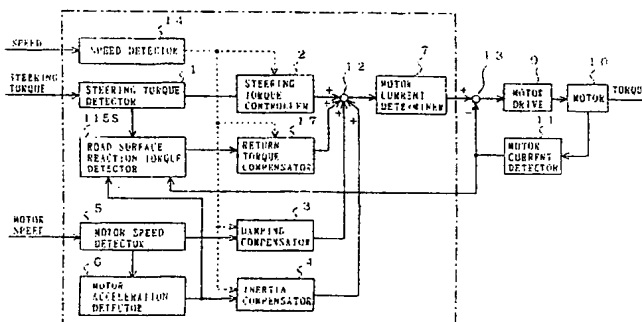 14
SPEED
SPEED DETECTOR
2
12
7
13
9
10
STEERING
TORQUE
1
STEERING TORQUE
DETECTOR
STEERING
TORQUE
CONTROLLER
MOTOR
CURRENT
DETERMINER
MOTOR
DRIVE
MOTOR
TORQUE
115S
17
11
ROAD SURFACE
REACTION TORQUE
DETECTOR
RETURN
TORQUE
COMPENSATOR
MOTOR
CURRENT
DETECTOR
5
3
MOTOR
SPEED
MOTOR SPEED
DETECTOR
DAMPING
COMPENSATOR
6
4
MOTOR
ACCELERATION
DETECTOR
INERTIA
COMPENSATOR
+
+
+
+
+
−